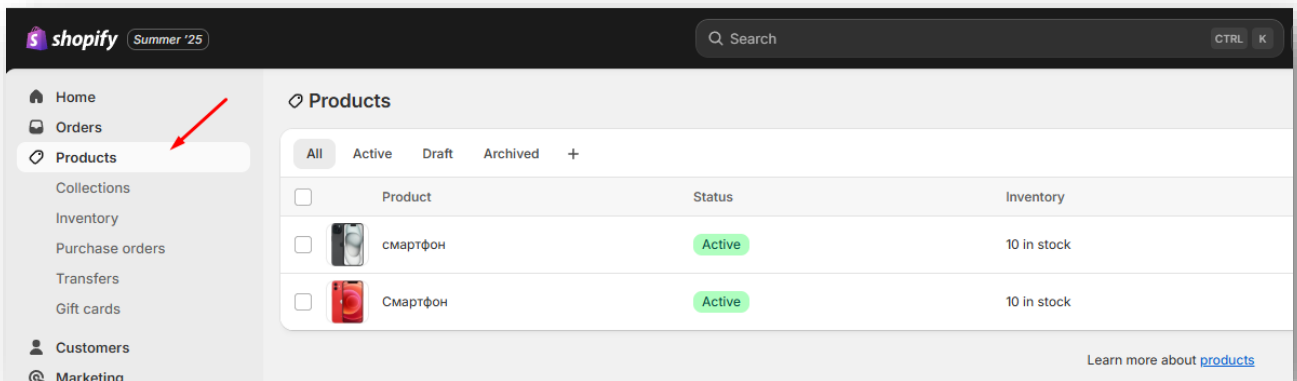 shopify Summer '25
Search CTRL K
Home
Orders
Products
Collections
Inventory
Purchase orders
Transfers
Gift cards
Customers
Marketing
Products
All Active Draft Archived +
Product Status Inventory
смартфон Active 10 in stock
Смартфон Active 10 in stock
Learn more about products